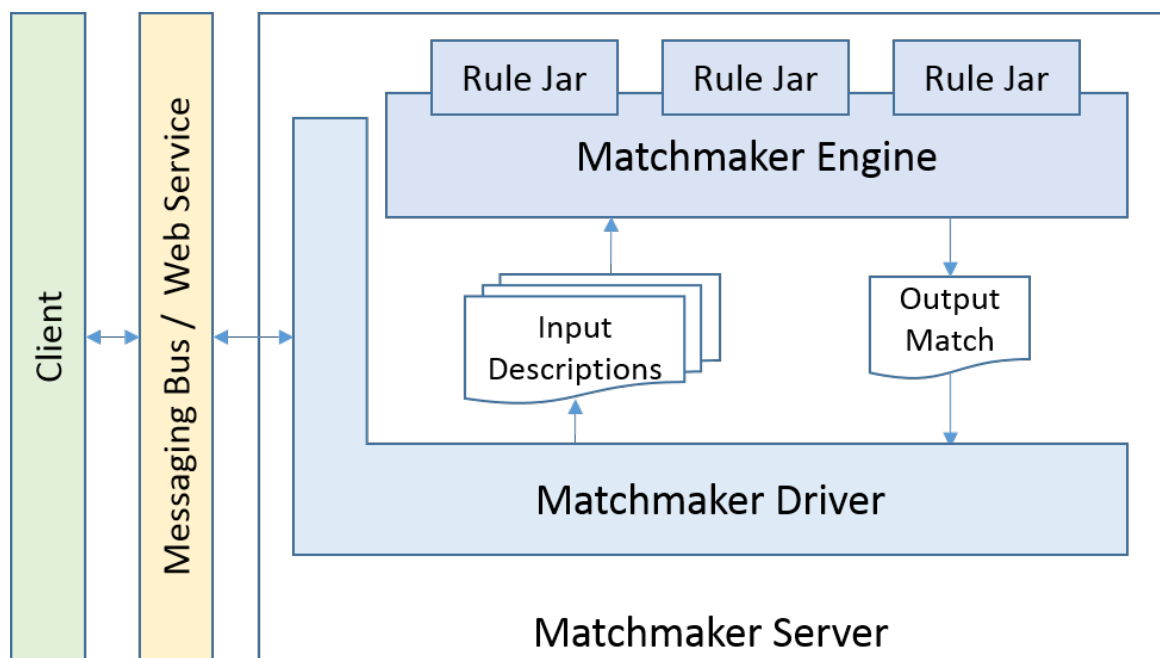 Client
Messaging Bus / Web Service
Rule Jar
Rule Jar
Rule Jar
Matchmaker Engine
Input
Descriptions
Output
Match
Matchmaker Driver
Matchmaker Server